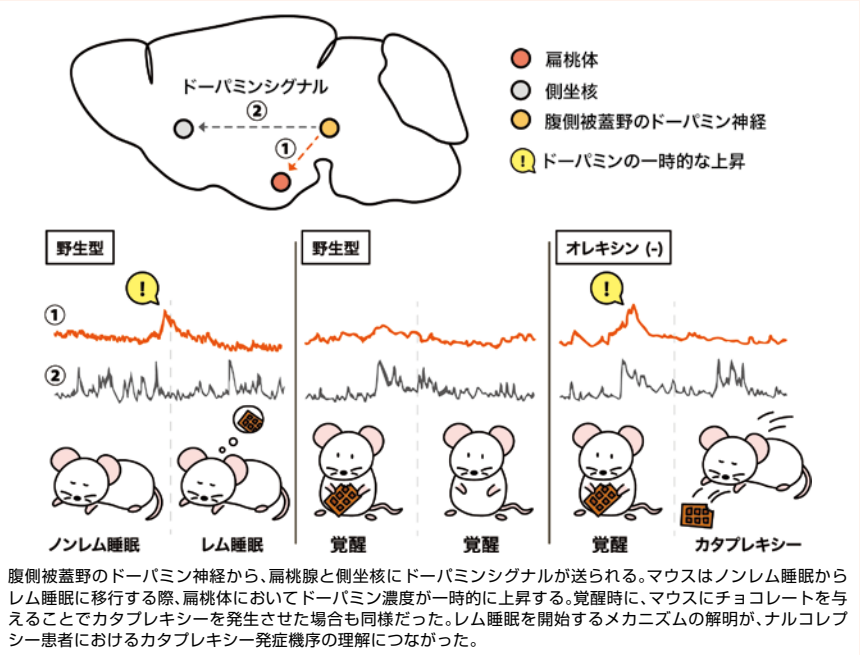 ドーパミンシグナル
②
①
扁桃体
側坐核
腹側被蓋野のドーパミン神経
! ドーパミンの一時的な上昇
野生型
野生型
オレキシン (-)
!
!
①
②
ノンレム睡眠
レム睡眠
覚醒
覚醒
覚醒
カタプレキシー
腹側被蓋野のドーパミン神経から、扁桃腺と側坐核にドーパミンシグナルが送られる。マウスはノンレム睡眠から
レム睡眠に移行する際、扁桃体においてドーパミン濃度が一時的に上昇する。覚醒時に、マウスにチョコレートを与
えることでカタプレキシーを発生させた場合も同様だった。レム睡眠を開始するメカニズムの解明が、ナルコレプ
シー患者におけるカタプレキシー発症機序の理解につながった。